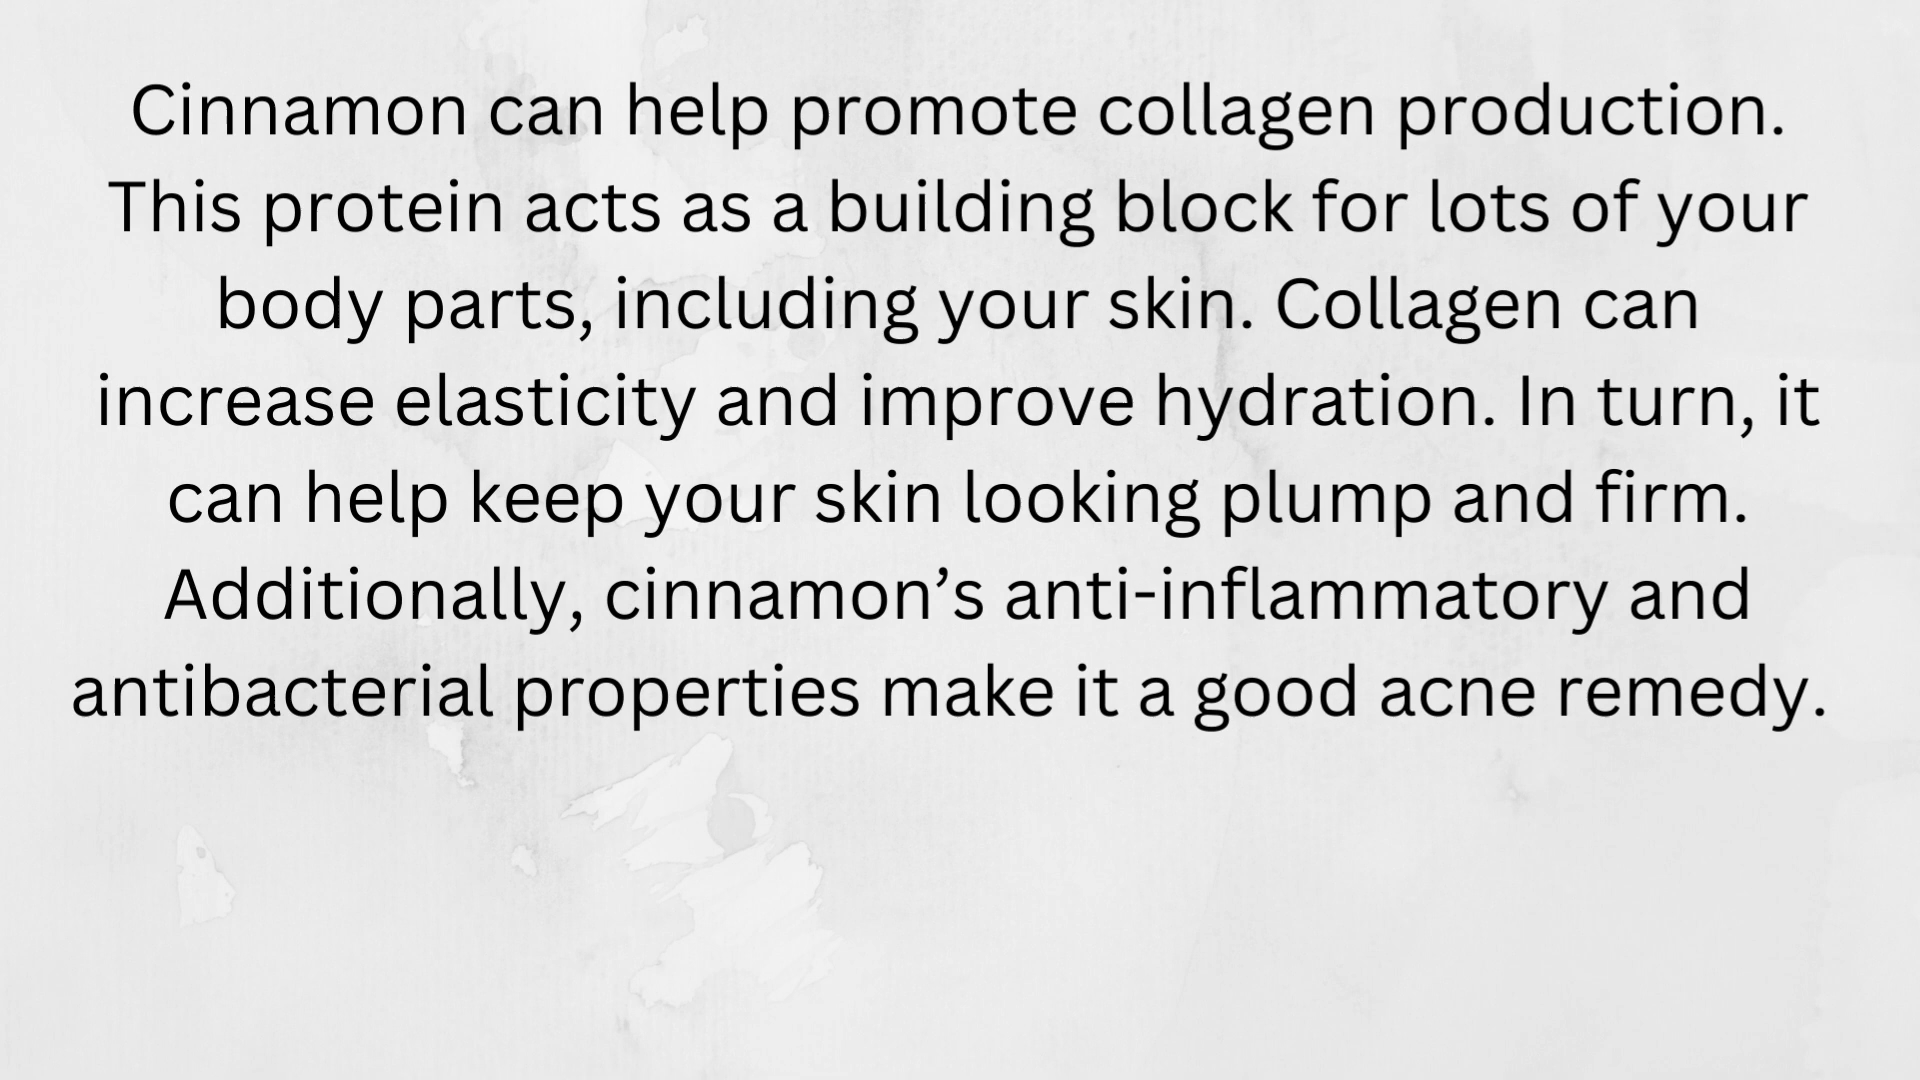 Cinnamon can help promote collagen production.
This protein acts as a building block for lots of your
body parts, including your skin. Collagen can
increase elasticity and improve hydration. In turn, it
can help keep your skin looking plump and firm.
Additionally, cinnamon’s anti-inflammatory and
antibacterial properties make it a good acne remedy.